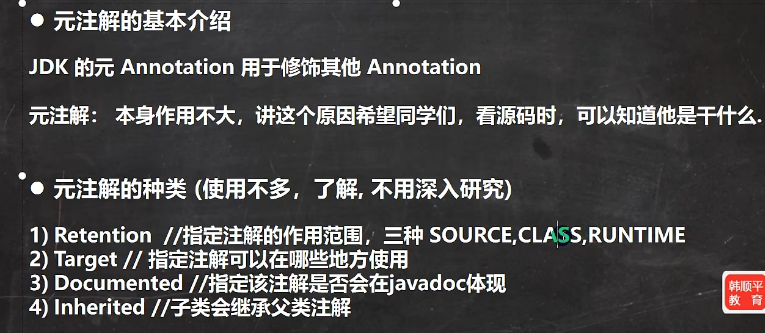 ● 元注解的基本介绍
JDK 的元 Annotation 用于修饰其他 Annotation
元注解： 本身作用不大，讲这个原因希望同学们，看源码时，可以知道他是干什么.
● 元注解的种类 (使用不多，了解, 不用深入研究)
1) Retention //指定注解的作用范围，三种 SOURCE,CLASS,RUNTIME
2) Target // 指定注解可以在哪些地方使用
3) Documented //指定该注解是否会在javadoc体现
4) Inherited //子类会继承父类注解
韩顺平
教育